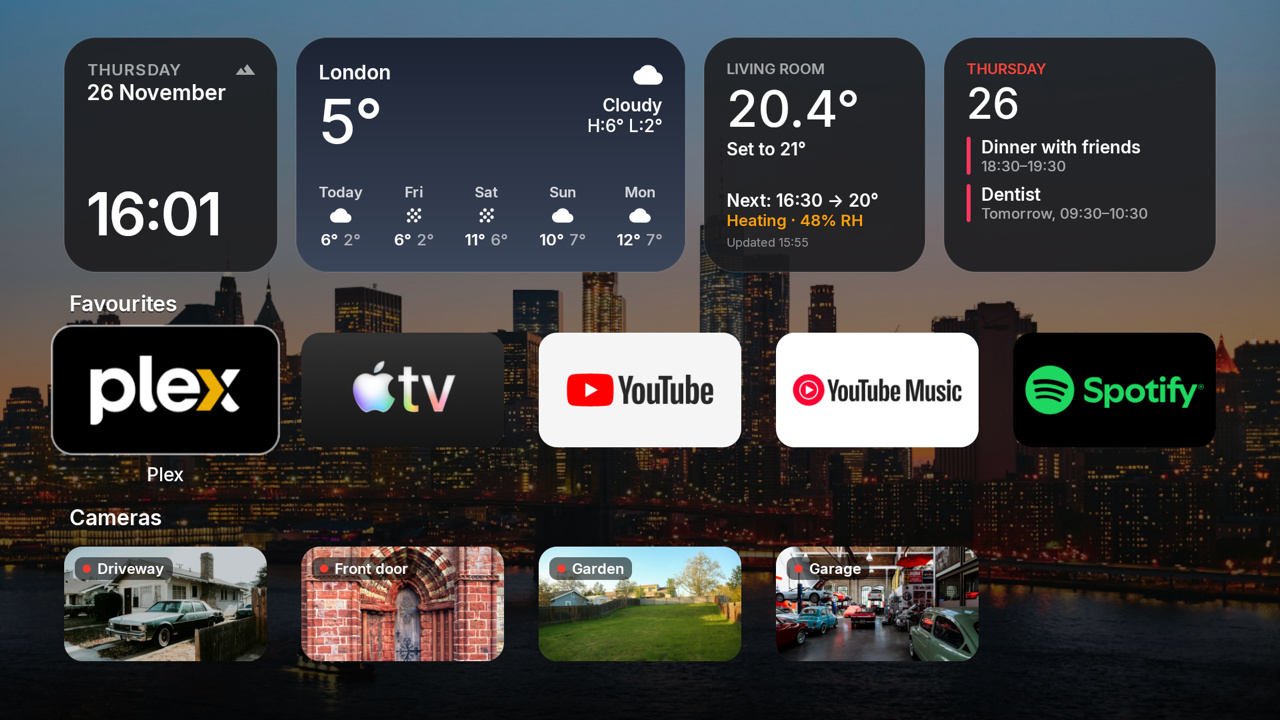 THURSDAY
26 November
16:01
London
5°
Cloudy
H:6° L:2°
Today Fri Sat Sun Mon
6° 2° 6° 2° 11° 6° 10° 7° 12° 7°
LIVING ROOM
20.4°
Set to 21°
Next: 16:30 → 20°
Heating · 48% RH
Updated 15:55
THURSDAY
26
Dinner with friends
18:30–19:30
Dentist
Tomorrow, 09:30–10:30
Favourites
plex
tv
YouTube
YouTube Music
Spotify®
Plex
Cameras
Driveway
Front door
Garden
Garage